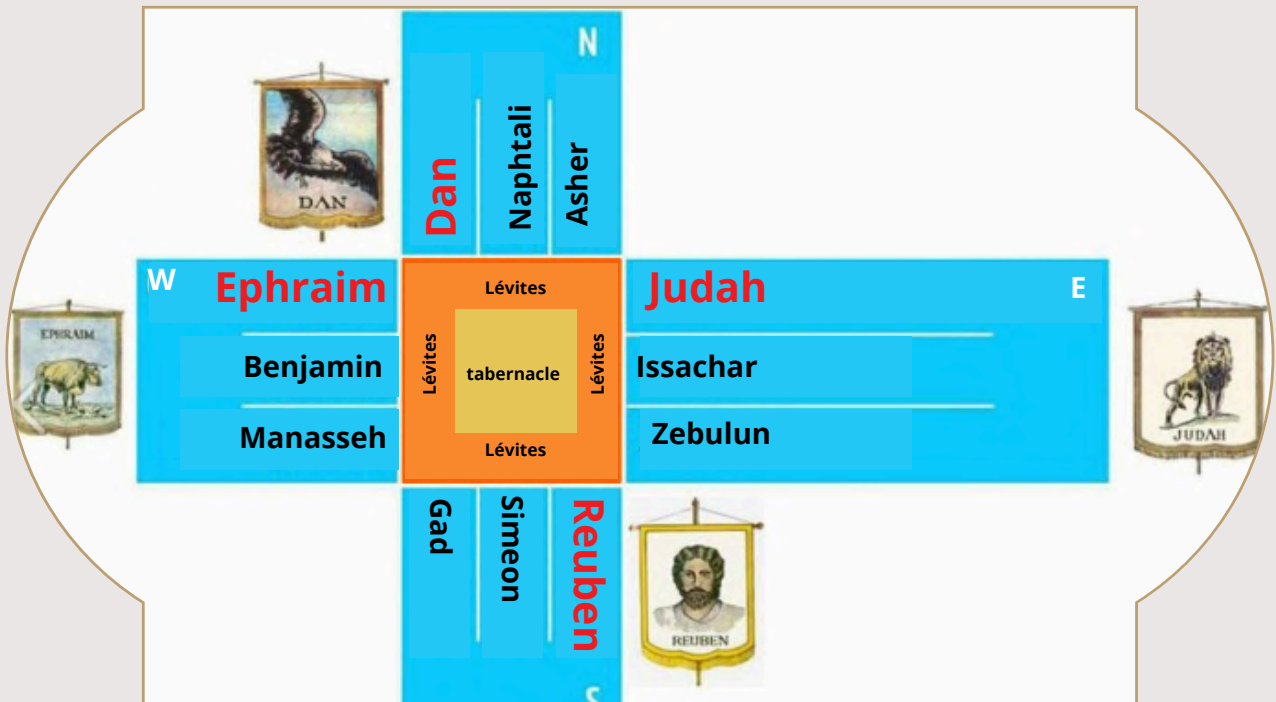 N
DAN
Dan
Naphtali
Asher
W
Ephraim
Benjamin
Manasseh
EPHRAIM
Lévites
Lévites
tabernacle
Lévites
Lévites
Judah
E
Issachar
Zebulun
JUDAH
Gad
Simeon
Reuben
REUBEN
S